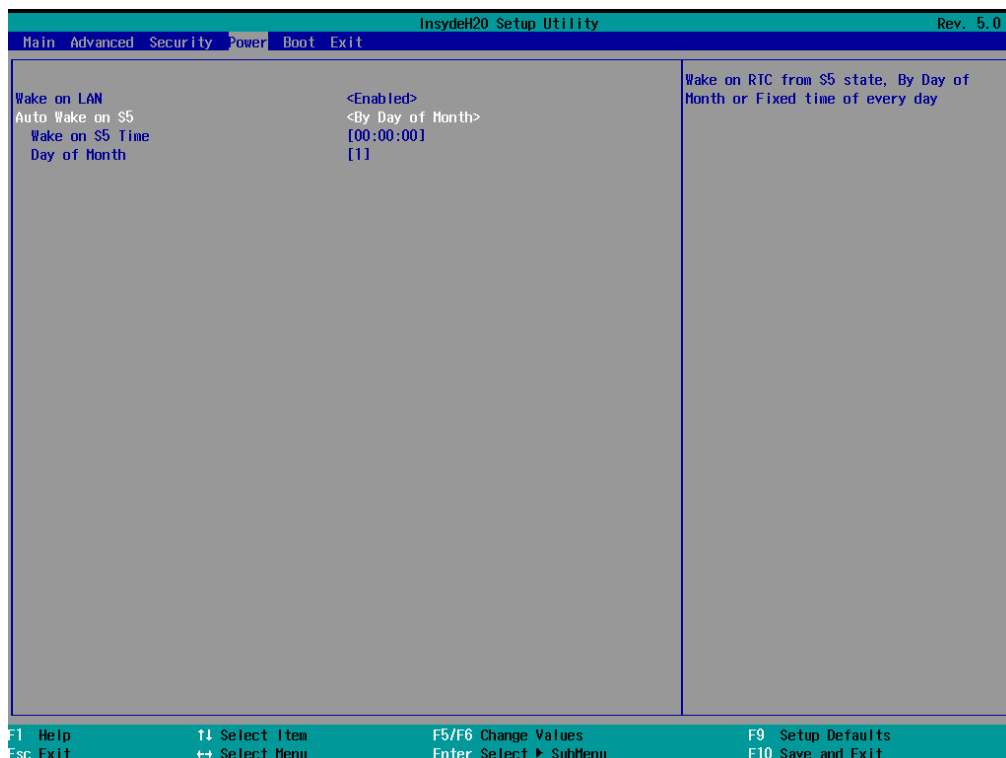 InsydeH20 Setup Utility Rev. 5.0
Main Advanced Security Power Boot Exit
Wake on LAN <Enabled>
Auto Wake on S5 <By Day of Month>
Wake on S5 Time [00:00:00]
Day of Month [1]
Wake on RTC from S5 state, By Day of
Month or Fixed time of every day
F1 Help ↑↓ Select Item F5/F6 Change Values F9 Setup Defaults
Esc Exit ←→ Select Menu Enter Select ▶ SubMenu F10 Save and Exit